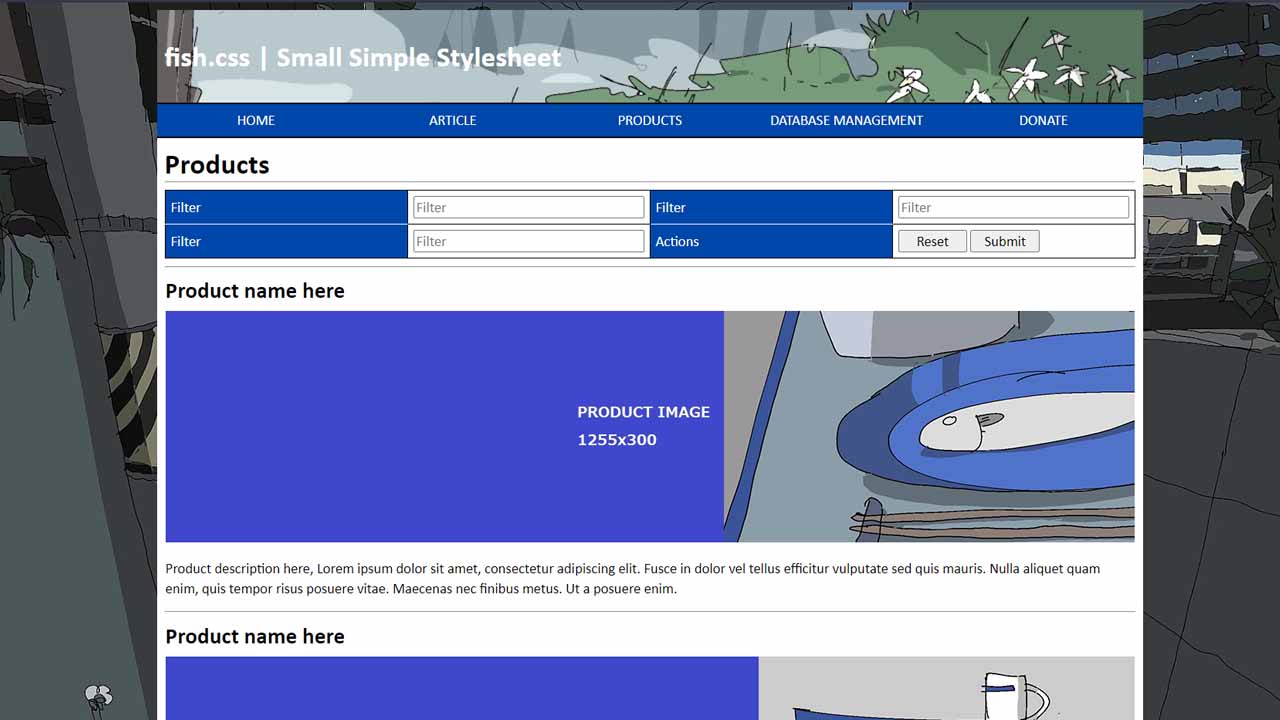 fish.css | Small Simple Stylesheet
HOME ARTICLE PRODUCTS DATABASE MANAGEMENT DONATE
Products
Filter Filter Filter Filter
Filter Filter Actions Reset Submit
Product name here
PRODUCT IMAGE
1255x300
Product description here, Lorem ipsum dolor sit amet, consectetur adipiscing elit. Fusce in dolor vel tellus efficitur vulputate sed quis mauris. Nulla aliquet quam
enim, quis tempor risus posuere vitae. Maecenas nec finibus metus. Ut a posuere enim.
Product name here